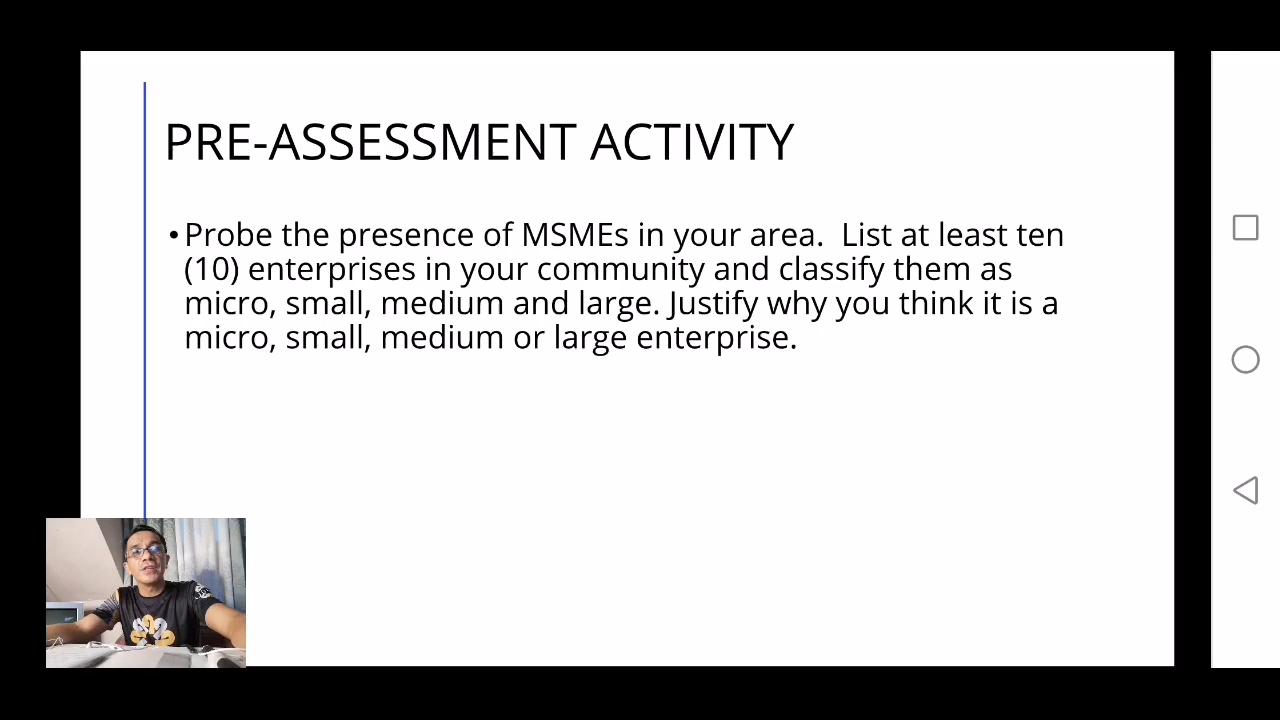 PRE-ASSESSMENT ACTIVITY
• Probe the presence of MSMEs in your area.  List at least ten
(10) enterprises in your community and classify them as
micro, small, medium and large. Justify why you think it is a
micro, small, medium or large enterprise.